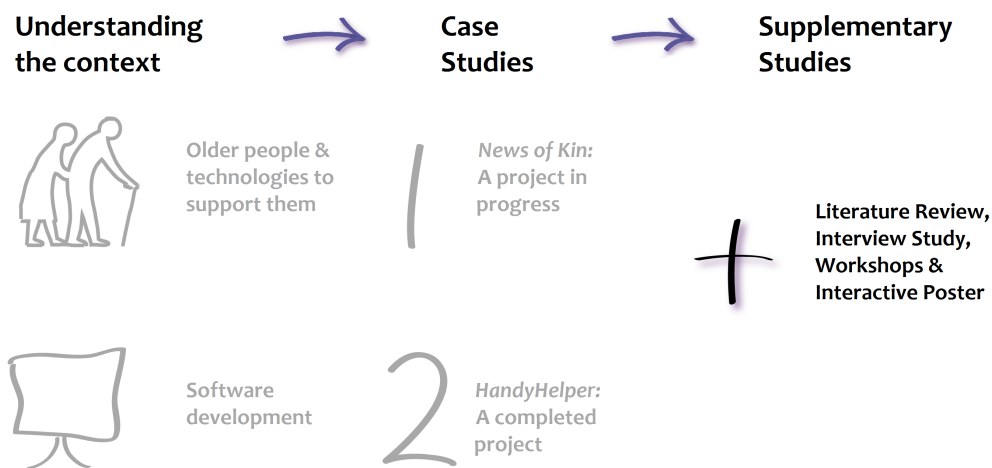 Understanding
the context
Case
Studies
Supplementary
Studies
Older people &
technologies to
support them
1
News of Kin:
A project in
progress
Literature Review,
Interview Study,
Workshops &
Interactive Poster
+
Software
development
2
HandyHelper:
A completed
project